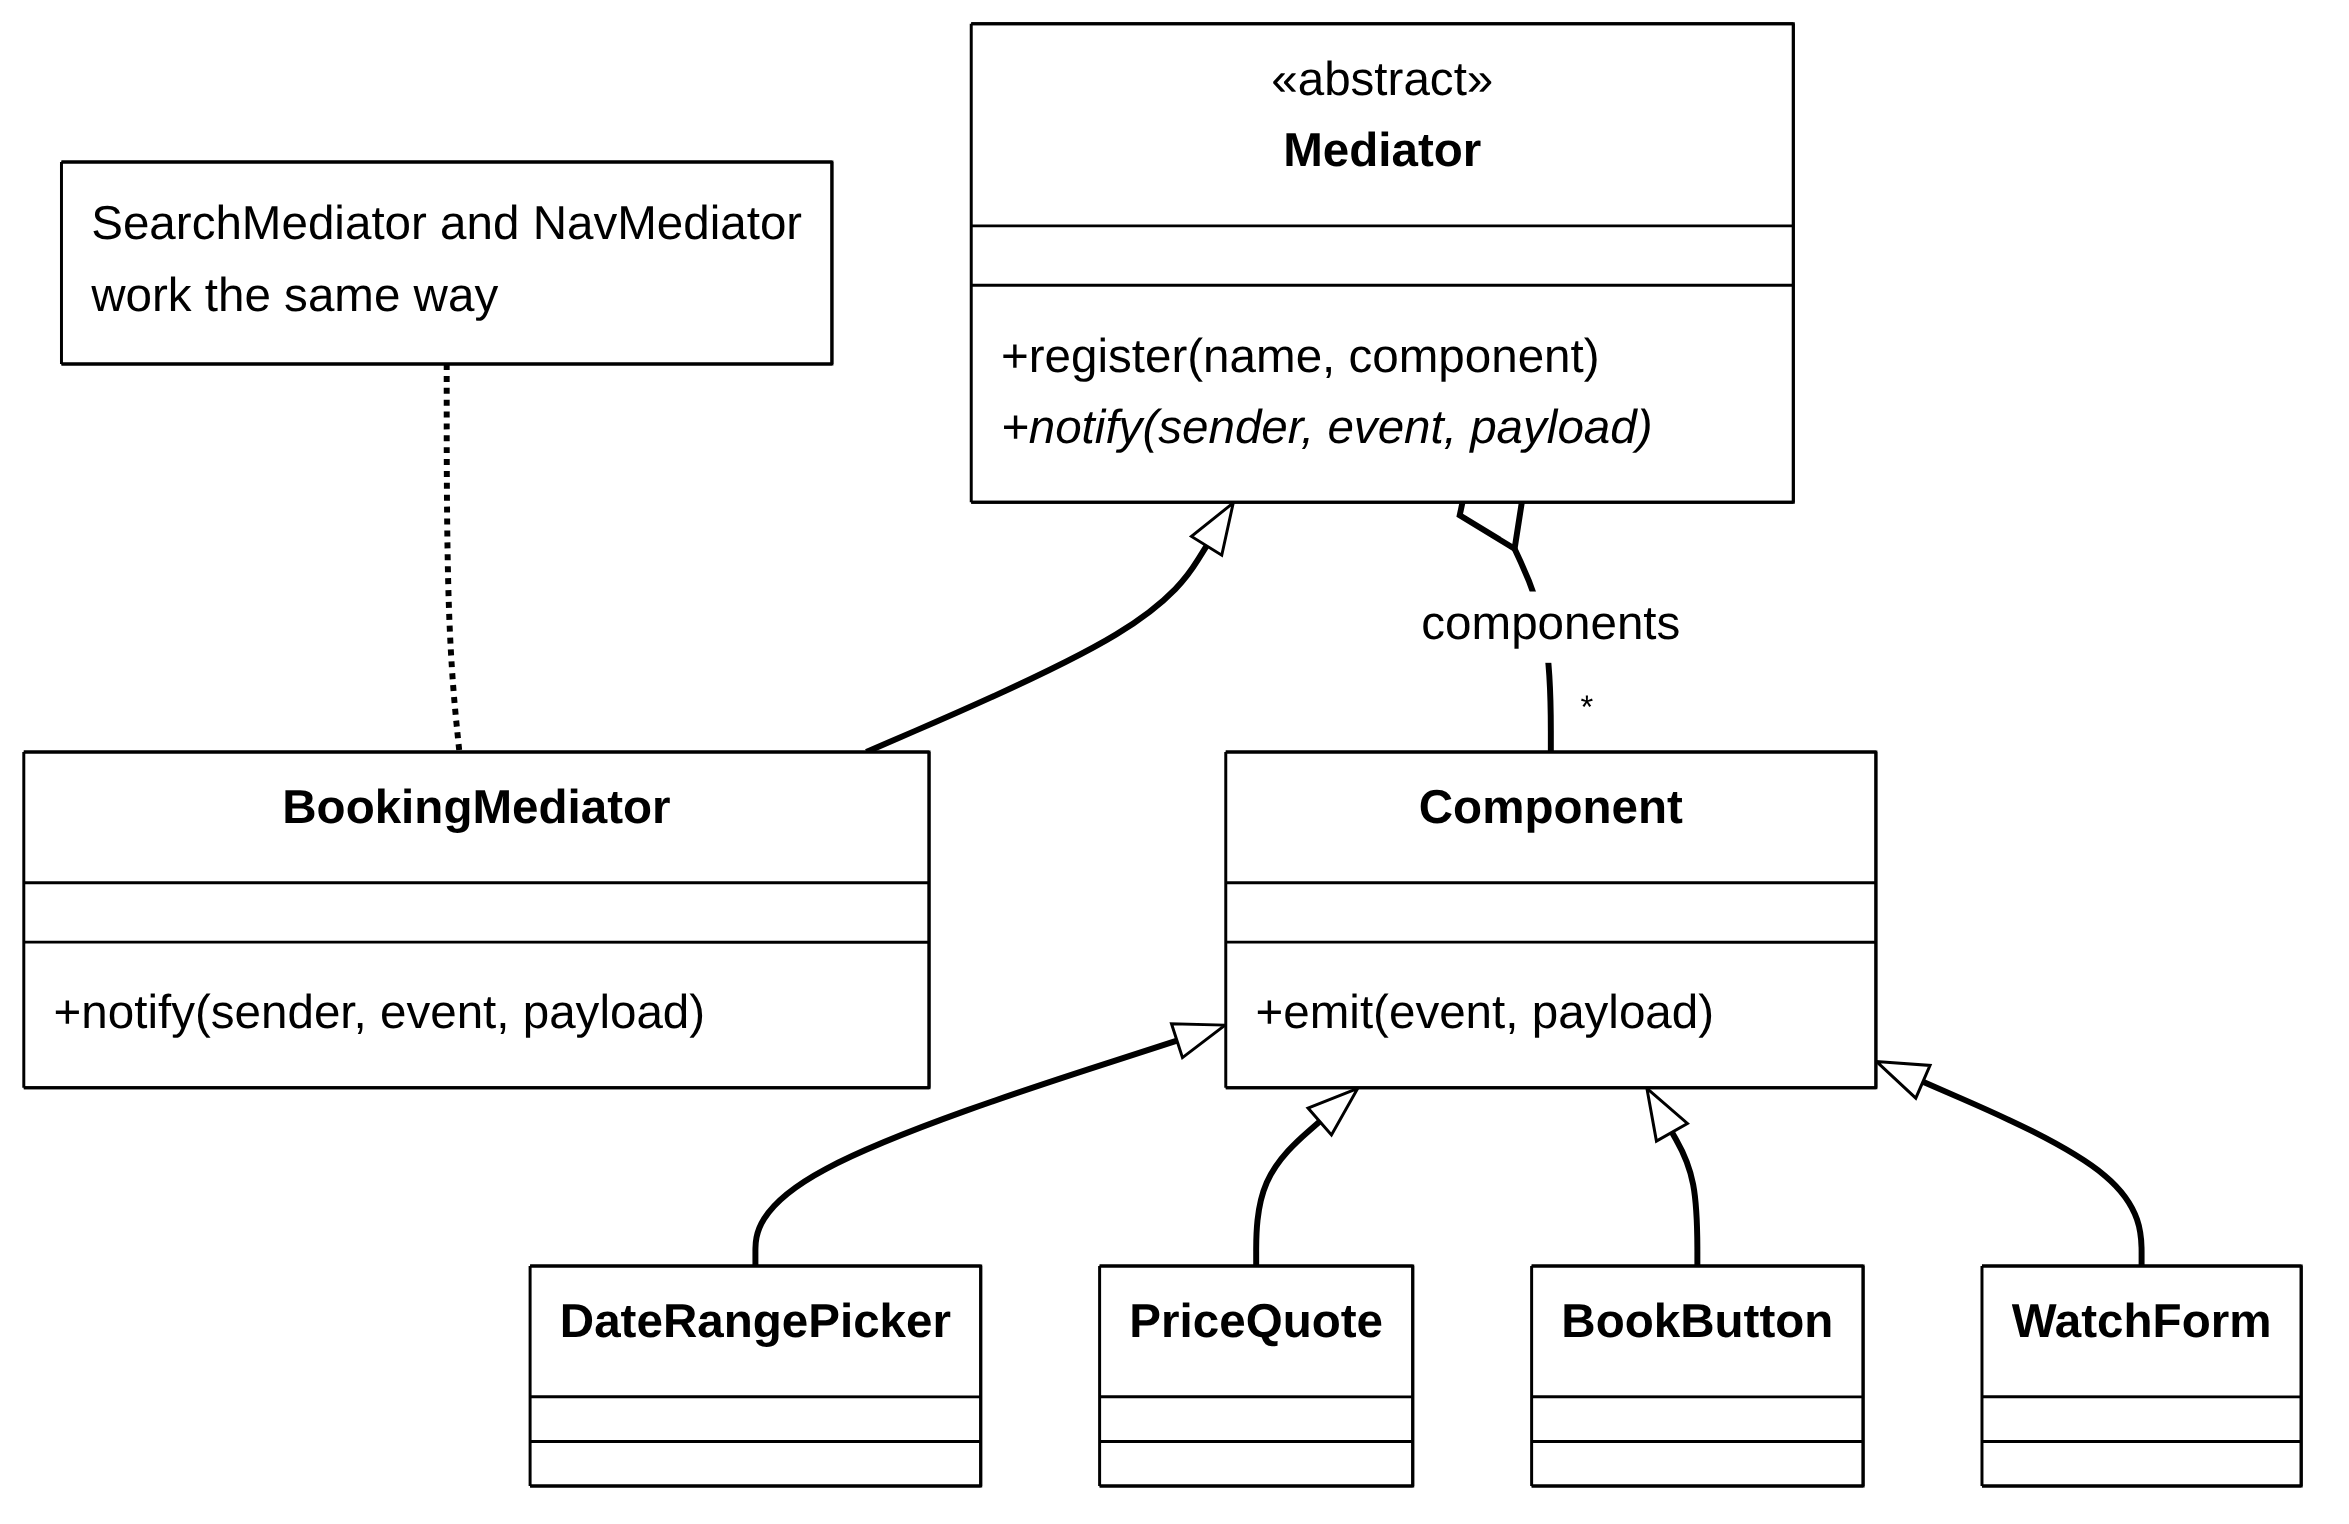 «abstract»
Mediator
+register(name, component)
+notify(sender, event, payload)
SearchMediator and NavMediator
work the same way
components
*
BookingMediator
+notify(sender, event, payload)
Component
+emit(event, payload)
DateRangePicker
PriceQuote
BookButton
WatchForm